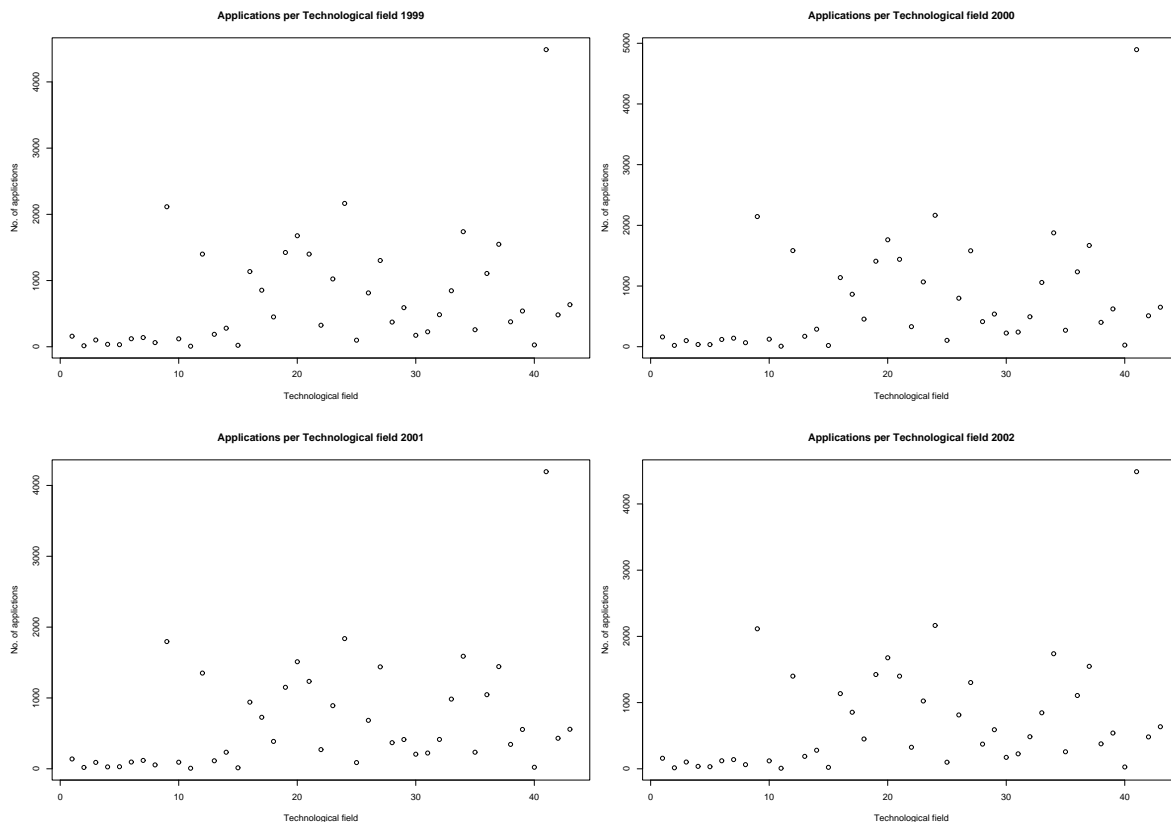 Applications per Technological field 1999
No. of applictions
0 1000 2000 3000 4000
0 10 20 30 40
Technological field
Applications per Technological field 2000
No. of applictions
0 1000 2000 3000 4000 5000
0 10 20 30 40
Technological field
Applications per Technological field 2001
No. of applictions
0 1000 2000 3000 4000
0 10 20 30 40
Technological field
Applications per Technological field 2002
No. of applictions
0 1000 2000 3000 4000
0 10 20 30 40
Technological field